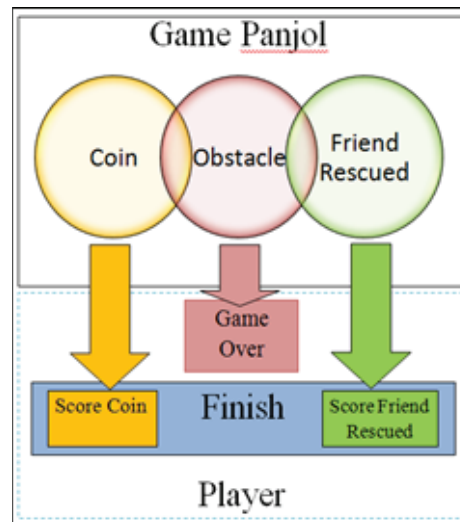 Game Panjol
Coin
Obstacle
Friend
Rescued
Game
Over
Score Coin
Finish
Score Friend
Rescued
Player